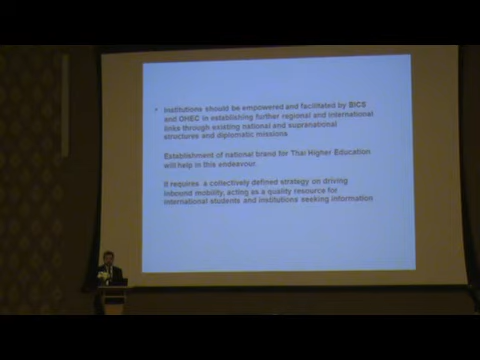 • Institutions should be empowered and facilitated by BICS
and OHEC in establishing further regional and international
links through existing national and supranational
structures and diplomatic missions
Establishment of national brand for Thai Higher Education
will help in this endeavour.
It requires a collectively defined strategy on driving
inbound mobility, acting as a quality resource for
international students and institutions seeking information